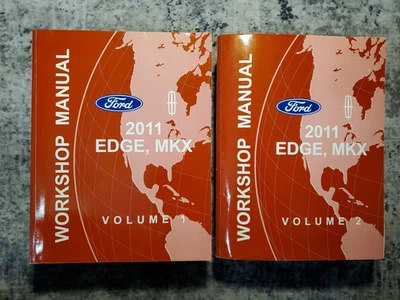 WORKSHOP MANUAL
Ford
2011
EDGE, MKX
VOLUME 1
WORKSHOP MANUAL
Ford
2011
EDGE, MKX
VOLUME 2